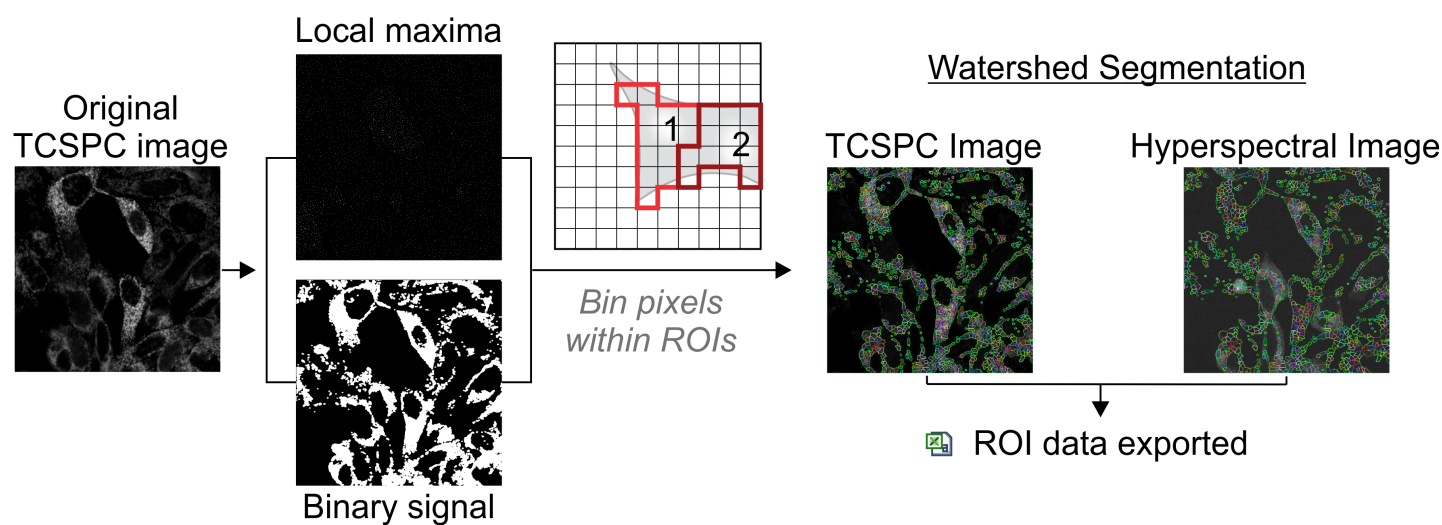 Original
TCSPC image
Local maxima
Binary signal
1
2
Bin pixels
within ROIs
Watershed Segmentation
TCSPC Image
Hyperspectral Image
ROI data exported